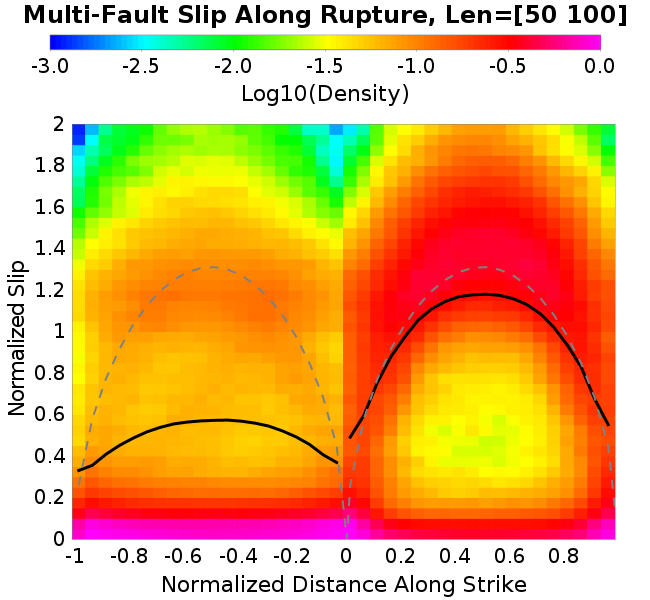 Multi-Fault Slip Along Rupture, Len=[50 100]
-3.0 -2.5 -2.0 -1.5 -1.0 -0.5 0.0
Log10(Density)
2
1.8
1.6
1.4
1.2
1
0.8
0.6
0.4
0.2
0
Normalized Slip
-1 -0.8 -0.6 -0.4 -0.2 0 0.2 0.4 0.6 0.8
Normalized Distance Along Strike